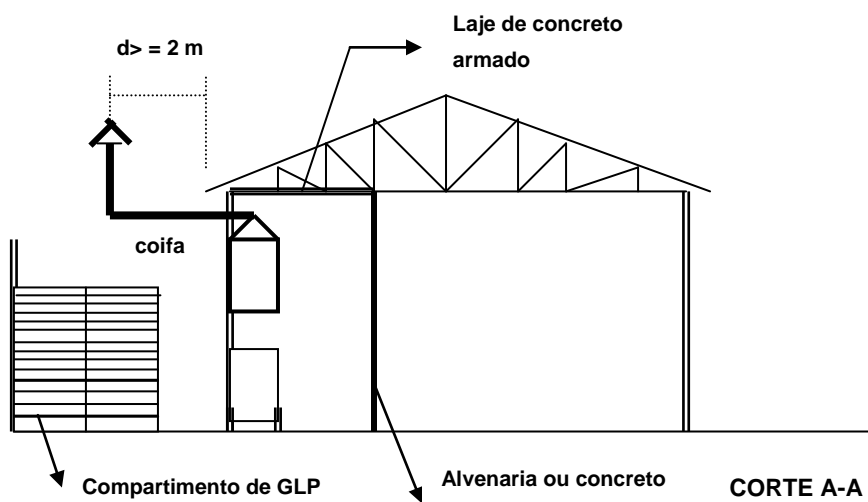 Laje de concreto
armado
d> = 2 m
coifa
Compartimento de GLP
Alvenaria ou concreto
CORTE A-A